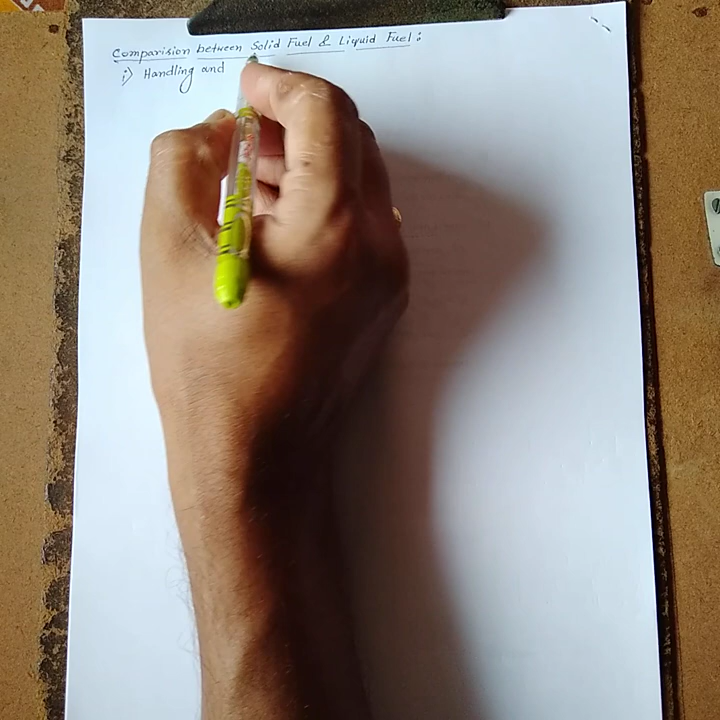 Comparision between Solid Fuel & Liquid Fuel :
i) Handling and